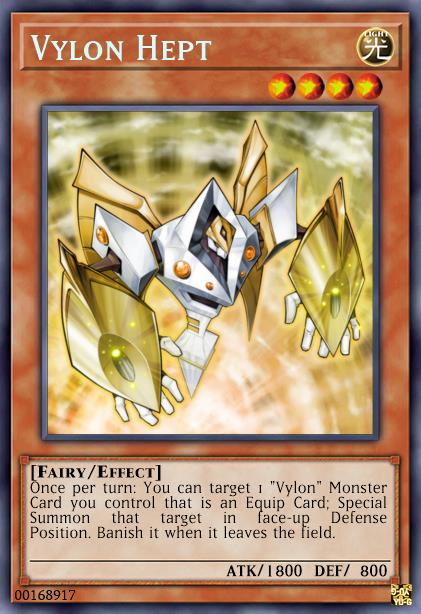 Vylon Hept
LIGHT
光
[Fairy/Effect]
Once per turn: You can target 1 "Vylon" Monster
Card you control that is an Equip Card; Special
Summon that target in face-up Defense
Position. Banish it when it leaves the field.
ATK/1800 DEF/ 800
00168917